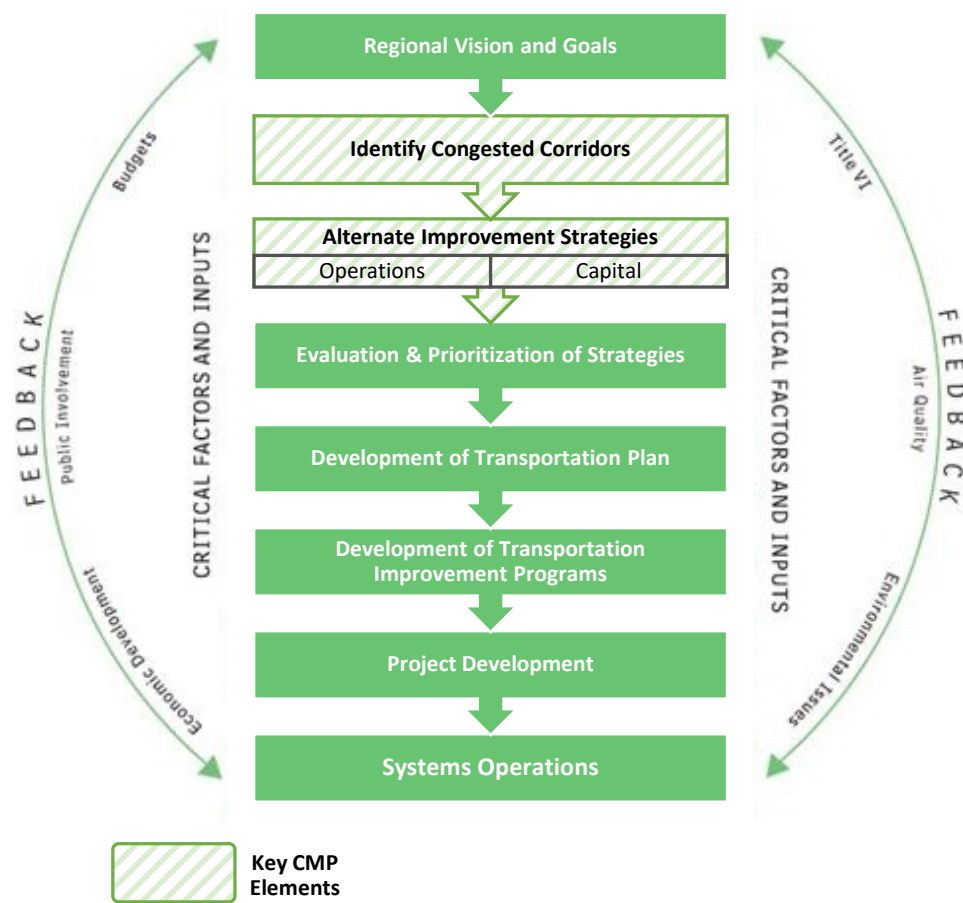 Regional Vision and Goals
Identify Congested Corridors
Alternate Improvement Strategies
Operations
Capital
Evaluation & Prioritization of Strategies
Development of Transportation Plan
Development of Transportation
Improvement Programs
Project Development
Systems Operations
FEEDBACK
Budgets
Public Involvement
Economic Development
CRITICAL FACTORS AND INPUTS
CRITICAL FACTORS AND INPUTS
Title VI
Air Quality
Environmental Issues
FEEDBACK
Key CMP
Elements